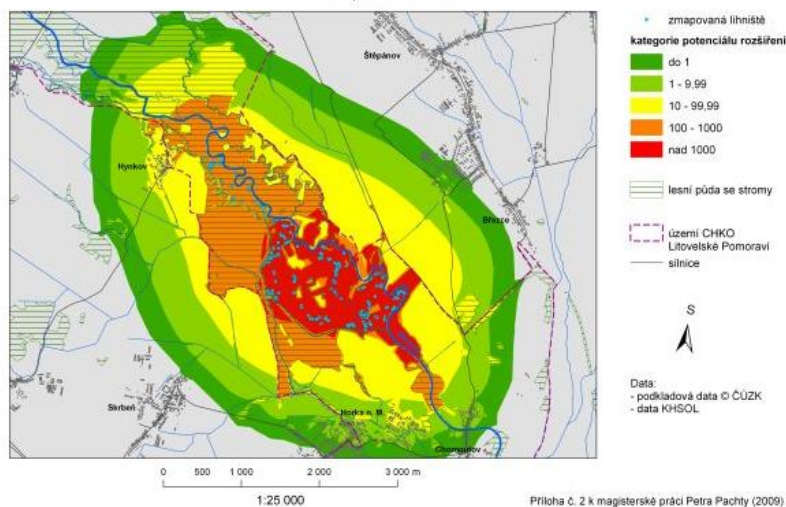 Štěpánov
Hynkov
Březce
Skrbeň
Horka n. M.
Chomoutov
zmapovaná líhniště
kategorie potenciálu rozšíření
do 1
1 - 9,99
10 - 99,99
100 - 1000
nad 1000
lesní půda se stromy
území CHKO
Litovelské Pomoraví
silnice
S
Data:
- podkladová data © ČÚZK
- data KHSOL
0 500 1 000 2 000 3 000 m
1:25 000
Příloha č. 2 k magisterské práci Petra Pachty (2009)